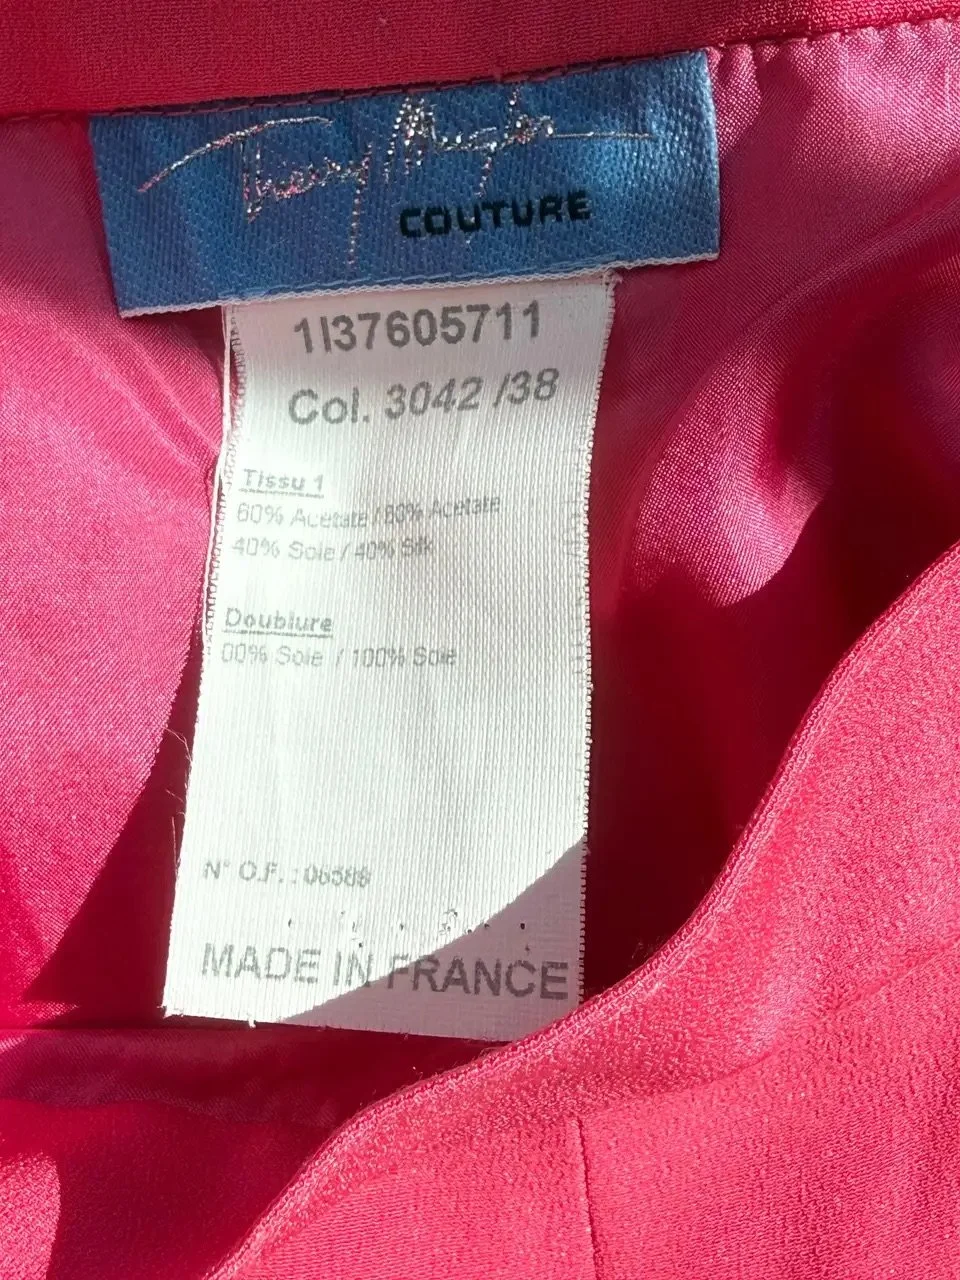 Thierry Mugler
COUTURE
1I37605711
Col. 3042 /38
Tissu 1
60% Acetate / 60% Acetate
40% Soie / 40% Silk
Doublure
00% Soie / 100% Soie
N° O.F. : 06588
MADE IN FRANCE